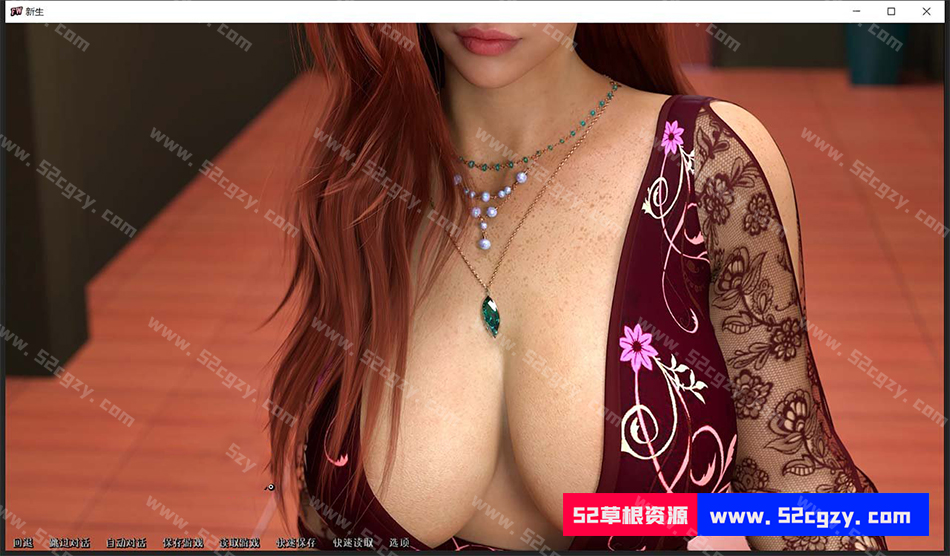 新生
www.52cgzy.com
回退 跳过对话 自动对话 保存游戏 读取游戏 快速保存 快速读取 选项
52草根资源 www.52cgzy.com